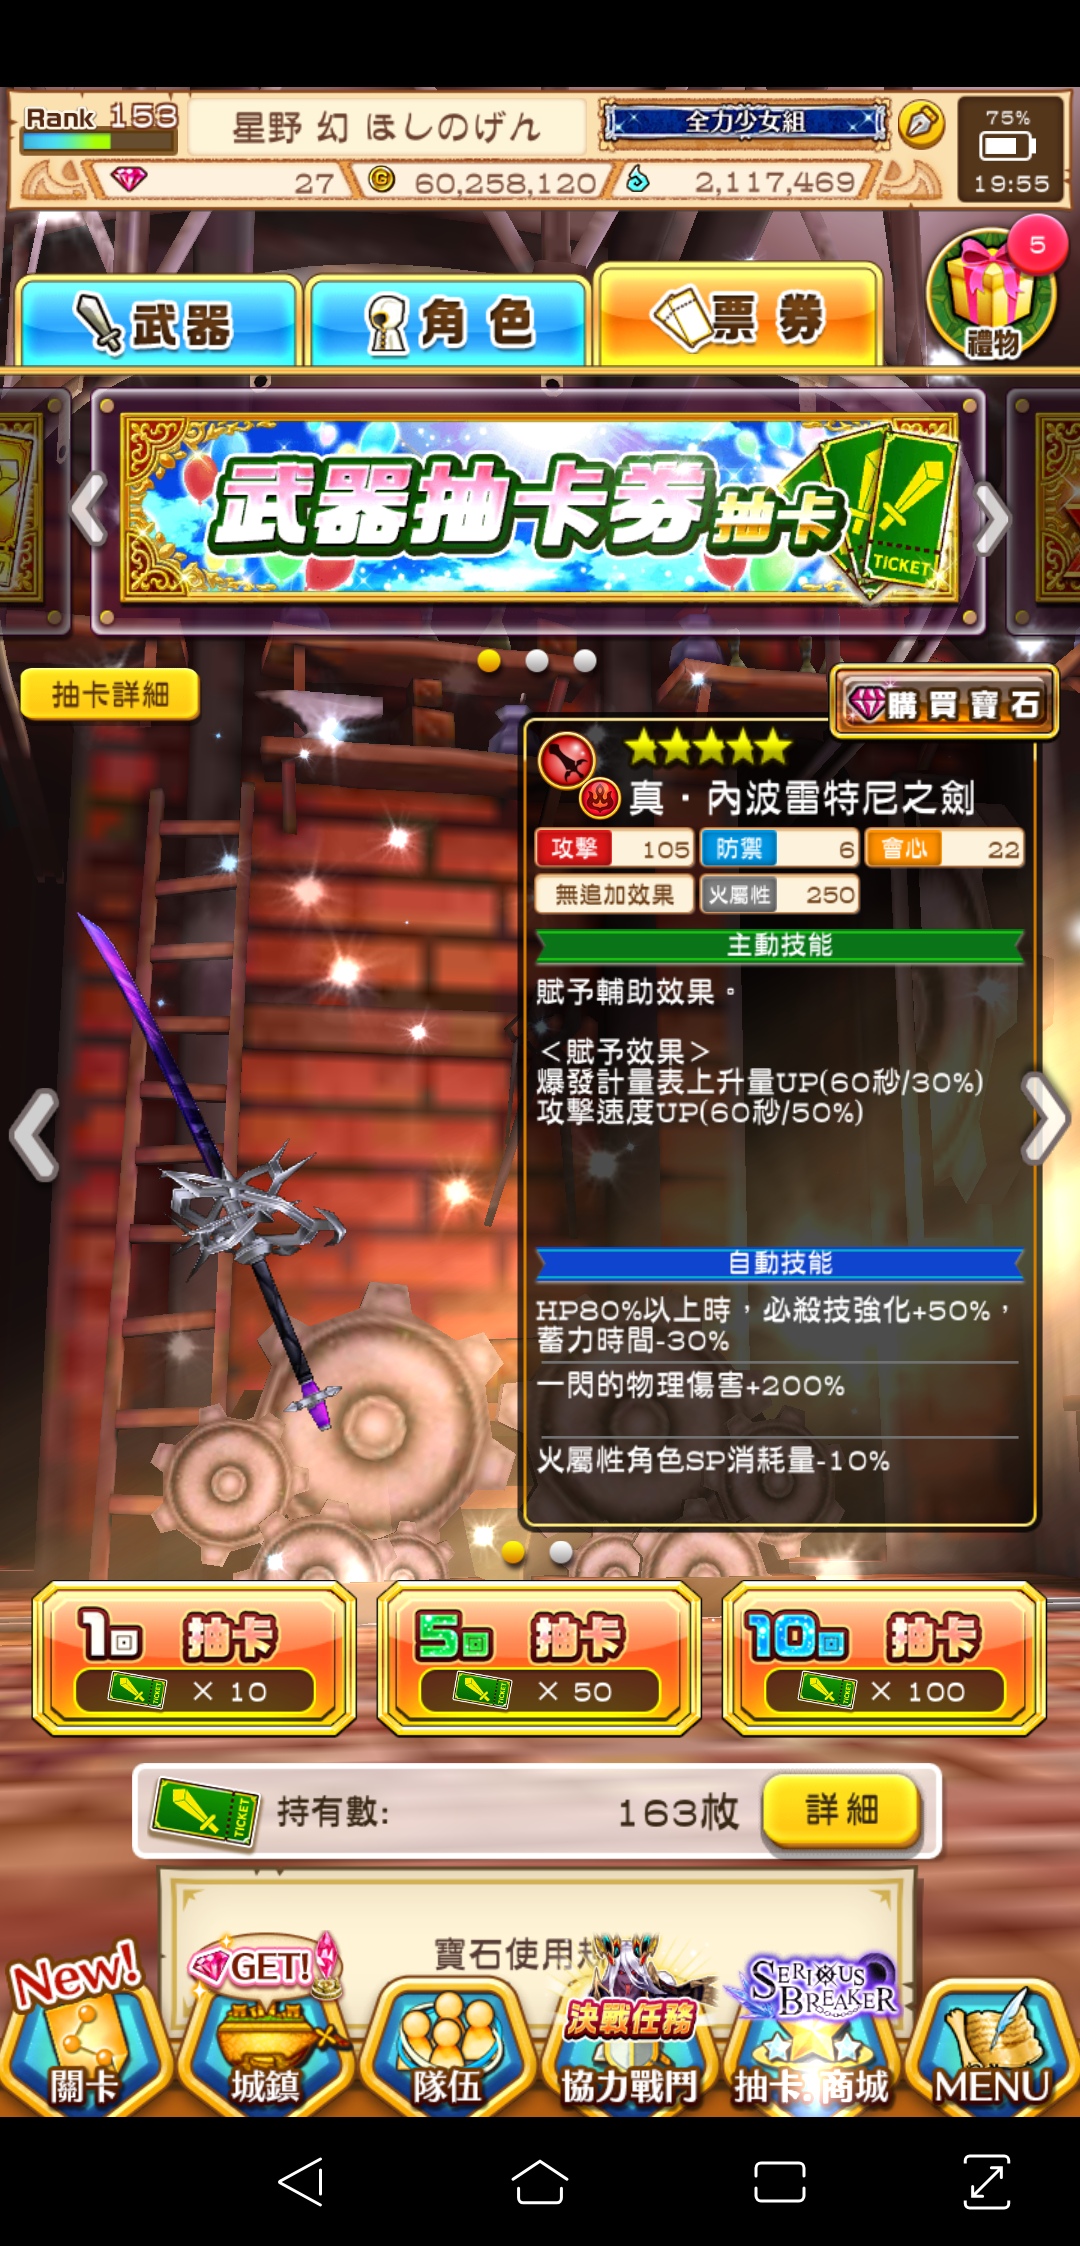 Rank 153
星野 幻 ほしのげん
全力少女組
75%
27
60,258,120
2,117,469
19:55
武器
角色
票券
5
禮物
武器抽卡券抽卡
TICKET
抽卡詳細
購買寶石
真・內波雷特尼之劍
攻擊 105
防禦 6
會心 22
無追加效果
火屬性 250
主動技能
賦予輔助效果。
＜賦予效果＞
爆發計量表上升量UP(60秒/30%)
攻擊速度UP(60秒/50%)
自動技能
HP80%以上時，必殺技強化+50%，
蓄力時間-30%
一閃的物理傷害+200%
火屬性角色SP消耗量-10%
1回 抽卡
5回 抽卡
10回 抽卡
TICKET × 10
TICKET × 50
TICKET × 100
TICKET
持有數:
163枚
詳細
寶石使用
New!
GET!
決戰任務
SERIOUS BREAKER
關卡
城鎮
隊伍
協力戰鬥
抽卡.商城
MENU